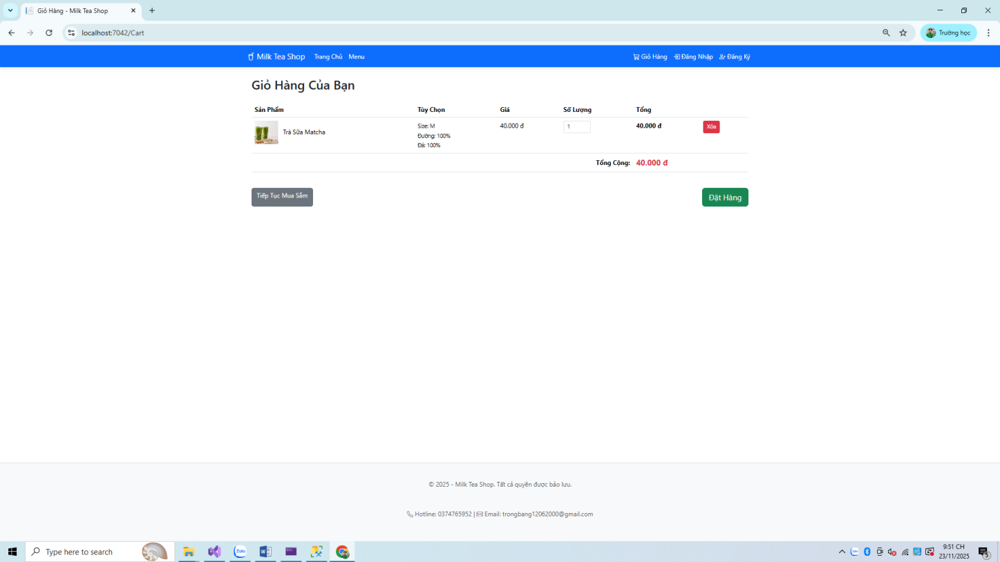 Giỏ Hàng - Milk Tea Shop
localhost:7042/Cart
Trường học
Milk Tea Shop Trang Chủ Menu Giỏ Hàng Đăng Nhập Đăng Ký
Giỏ Hàng Của Bạn
Sản Phẩm Tùy Chọn Giá Số Lượng Tổng
Trà Sữa Matcha
Size: M
Đường: 100%
Đá: 100%
40.000 đ 1 40.000 đ Xóa
Tổng Cộng: 40.000 đ
Tiếp Tục Mua Sắm Đặt Hàng
© 2025 - Milk Tea Shop. Tất cả quyền được bảo lưu.
Hotline: 0374765952 | Email: trongbang12062000@gmail.com
Type here to search
Zalo
9:51 CH
23/11/2025
5